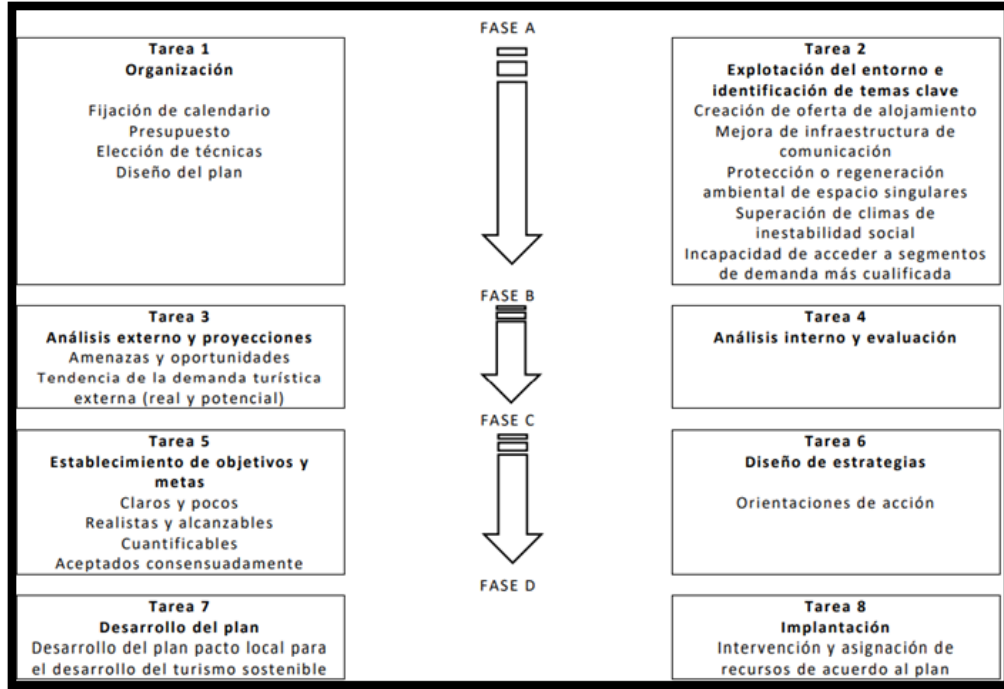 FASE A
Tarea 1
Organización
Fijación de calendario
Presupuesto
Elección de técnicas
Diseño del plan
Tarea 2
Explotación del entorno e
identificación de temas clave
Creación de oferta de alojamiento
Mejora de infraestructura de
comunicación
Protección o regeneración
ambiental de espacio singulares
Superación de climas de
inestabilidad social
Incapacidad de acceder a segmentos
de demanda más cualificada
FASE B
Tarea 3
Análisis externo y proyecciones
Amenazas y oportunidades
Tendencia de la demanda turística
externa (real y potencial)
Tarea 4
Análisis interno y evaluación
FASE C
Tarea 5
Establecimiento de objetivos y
metas
Claros y pocos
Realistas y alcanzables
Cuantificables
Aceptados consensuadamente
Tarea 6
Diseño de estrategias
Orientaciones de acción
FASE D
Tarea 7
Desarrollo del plan
Desarrollo del plan pacto local para
el desarrollo del turismo sostenible
Tarea 8
Implantación
Intervención y asignación de
recursos de acuerdo al plan